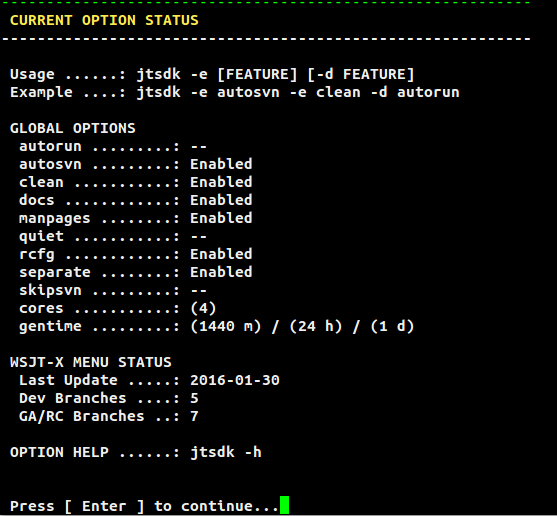 CURRENT OPTION STATUS
Usage ......: jtsdk -e [FEATURE] [-d FEATURE]
Example ....: jtsdk -e autosvn -e clean -d autorun
GLOBAL OPTIONS
autorun .........: --
autosvn .........: Enabled
clean ...........: Enabled
docs ............: Enabled
manpages ........: Enabled
quiet ...........: --
rcfg ............: Enabled
separate ........: Enabled
skipsvn .........: --
cores ...........: (4)
gentime .........: (1440 m) / (24 h) / (1 d)
WSJT-X MENU STATUS
Last Update .....: 2016-01-30
Dev Branches ....: 5
GA/RC Branches ..: 7
OPTION HELP ......: jtsdk -h
Press [ Enter ] to continue...